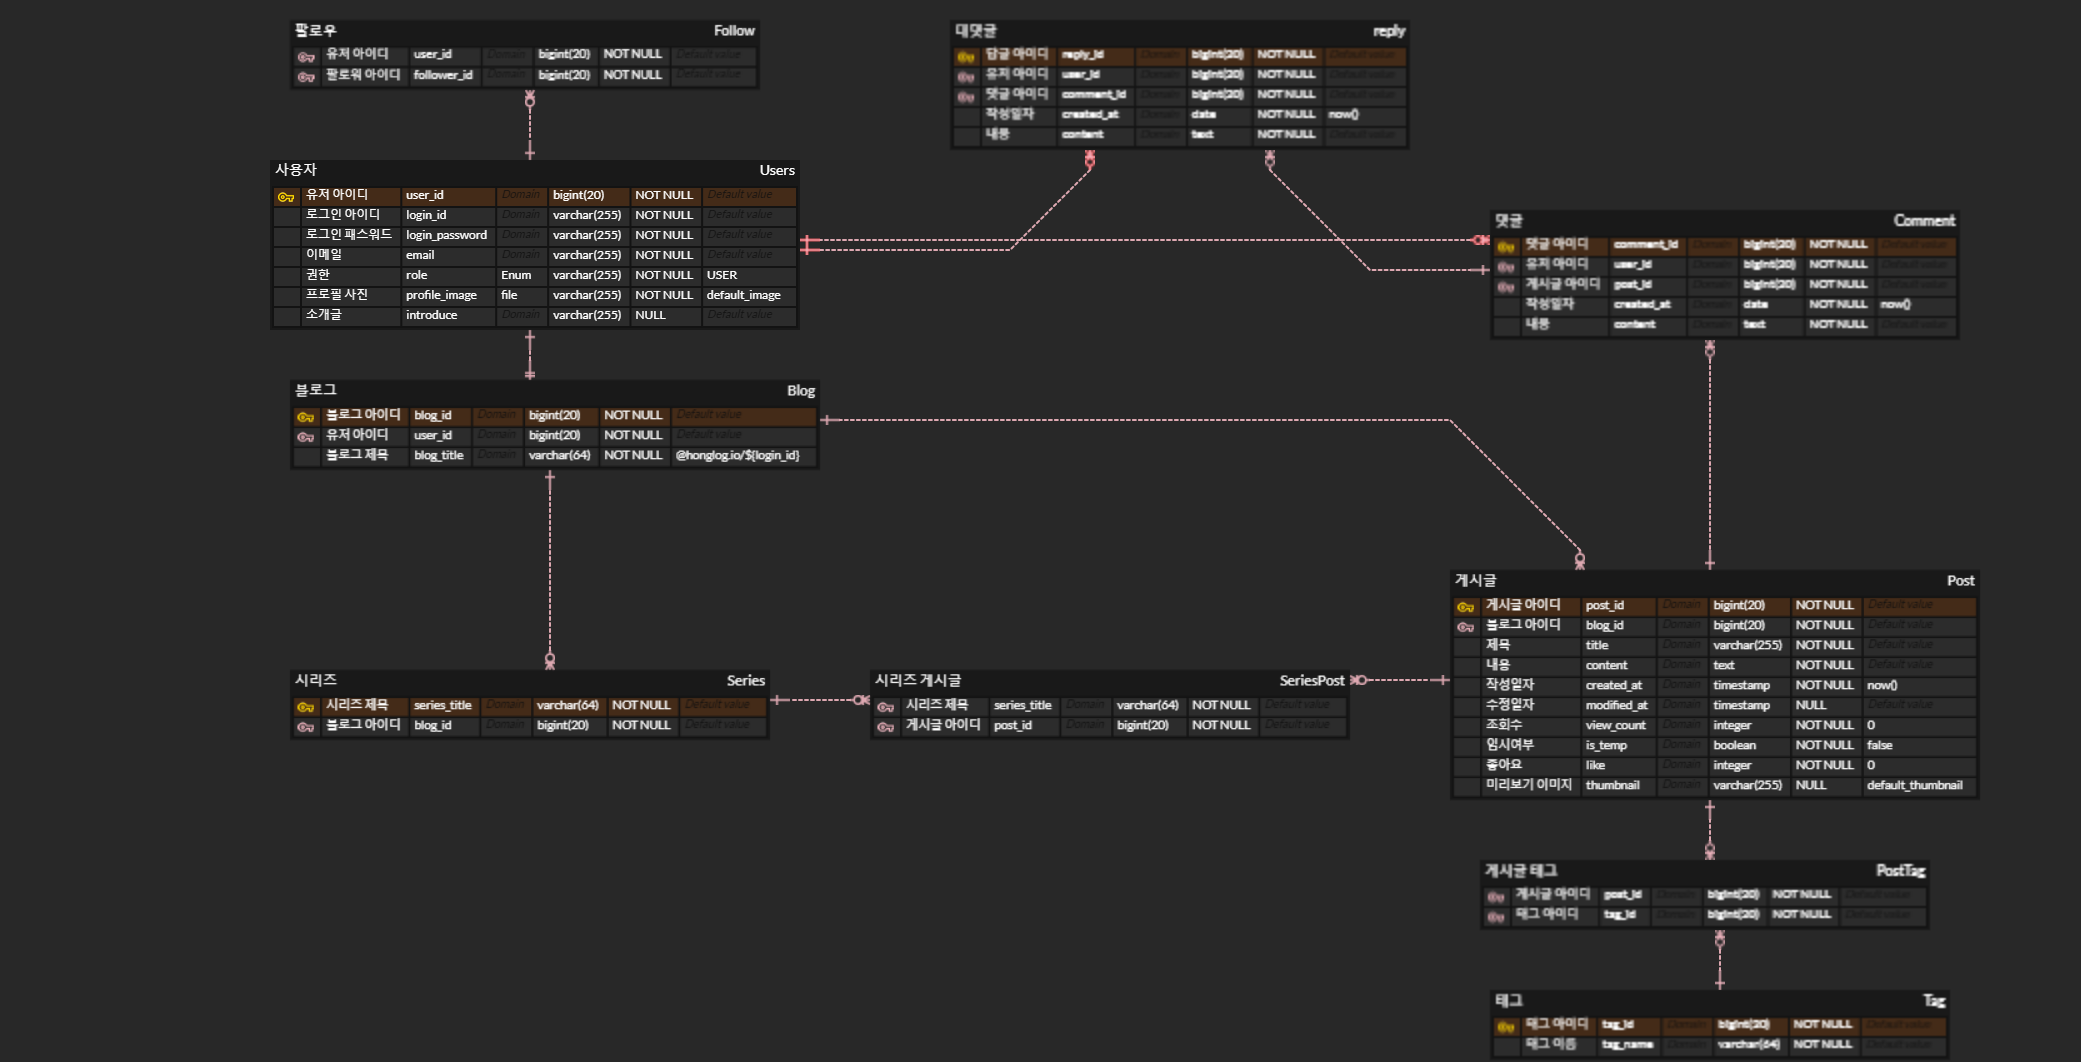 팔로우 Follow
유저 아이디 user_id Domain bigint(20) NOT NULL Default value
팔로워 아이디 follower_id Domain bigint(20) NOT NULL Default value
대댓글 reply
답글 아이디 reply_id Domain bigint(20) NOT NULL Default value
유저 아이디 user_id Domain bigint(20) NOT NULL Default value
댓글 아이디 comment_id Domain bigint(20) NOT NULL Default value
작성일자 created_at Domain date NOT NULL now()
내용 content Domain text NOT NULL Default value
사용자 Users
유저 아이디 user_id Domain bigint(20) NOT NULL Default value
로그인 아이디 login_id Domain varchar(255) NOT NULL Default value
로그인 패스워드 login_password Domain varchar(255) NOT NULL Default value
이메일 email Domain varchar(255) NOT NULL Default value
권한 role Enum varchar(255) NOT NULL USER
프로필 사진 profile_image file varchar(255) NOT NULL default_image
소개글 introduce Domain varchar(255) NULL Default value
댓글 Comment
댓글 아이디 comment_id Domain bigint(20) NOT NULL Default value
유저 아이디 user_id Domain bigint(20) NOT NULL Default value
게시글 아이디 post_id Domain bigint(20) NOT NULL Default value
작성일자 created_at Domain date NOT NULL now()
내용 content Domain text NOT NULL Default value
블로그 Blog
블로그 아이디 blog_id Domain bigint(20) NOT NULL Default value
유저 아이디 user_id Domain bigint(20) NOT NULL Default value
블로그 제목 blog_title Domain varchar(64) NOT NULL @honglog.io/${login_id}
시리즈 Series
시리즈 제목 series_title Domain varchar(64) NOT NULL Default value
블로그 아이디 blog_id Domain bigint(20) NOT NULL Default value
시리즈 게시글 SeriesPost
시리즈 제목 series_title Domain varchar(64) NOT NULL Default value
게시글 아이디 post_id Domain bigint(20) NOT NULL Default value
게시글 Post
게시글 아이디 post_id Domain bigint(20) NOT NULL Default value
블로그 아이디 blog_id Domain bigint(20) NOT NULL Default value
제목 title Domain varchar(255) NOT NULL Default value
내용 content Domain text NOT NULL Default value
작성일자 created_at Domain timestamp NOT NULL now()
수정일자 modified_at Domain timestamp NULL Default value
조회수 view_count Domain integer NOT NULL 0
임시여부 is_temp Domain boolean NOT NULL false
좋아요 like Domain integer NOT NULL 0
미리보기 이미지 thumbnail Domain varchar(255) NULL default_thumbnail
게시글 태그 PostTag
게시글 아이디 post_id Domain bigint(20) NOT NULL Default value
태그 아이디 tag_id Domain bigint(20) NOT NULL Default value
태그 Tag
태그 아이디 tag_id Domain bigint(20) NOT NULL Default value
태그 이름 tag_name Domain varchar(64) NOT NULL Default value